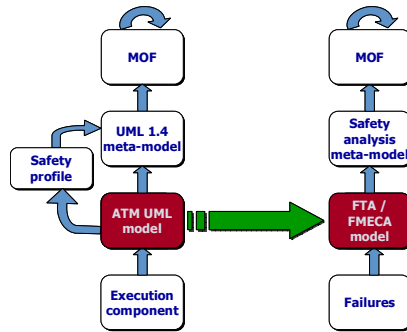 MOF
MOF
UML 1.4
meta-model
Safety
analysis
meta-model
Safety
profile
ATM UML
model
FTA /
FMECA
model
Execution
component
Failures